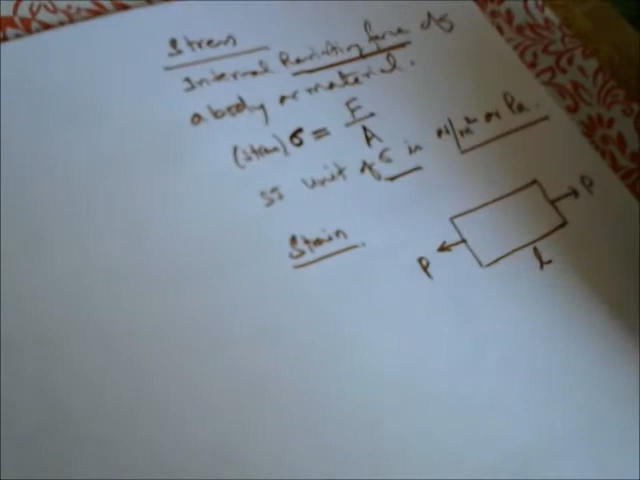 Stress
Internal Resisting force of
a body or material.
(Stress) σ = F/A
SI unit of σ is N/m² or Pa.
Strain
P
P
l